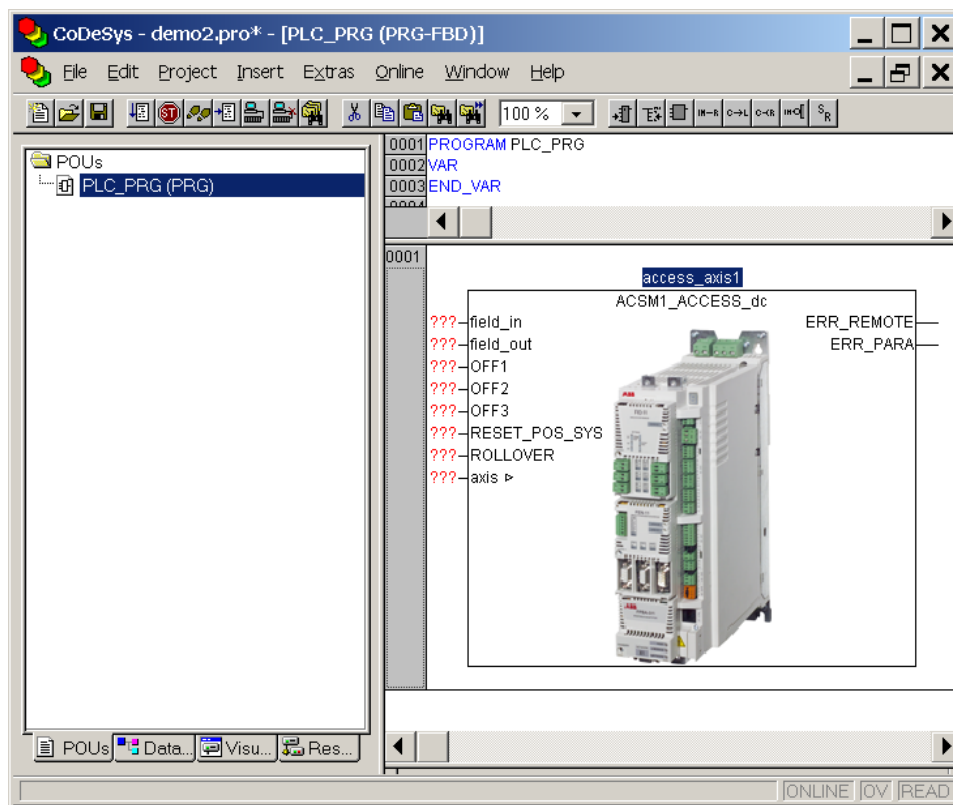 CoDeSys - demo2.pro* - [PLC_PRG (PRG-FBD)]
File Edit Project Insert Extras Online Window Help
100 %
POUs
PLC_PRG (PRG)
0001 PROGRAM PLC_PRG
0002 VAR
0003 END_VAR
0004
0001
access_axis1
ACSM1_ACCESS_dc
???
field_in
ERR_REMOTE
???
field_out
ERR_PARA
???
OFF1
???
OFF2
???
OFF3
???
RESET_POS_SYS
???
ROLLOVER
???
axis
ABB
POUs Data... Visu... Res...
ONLINE OV READ